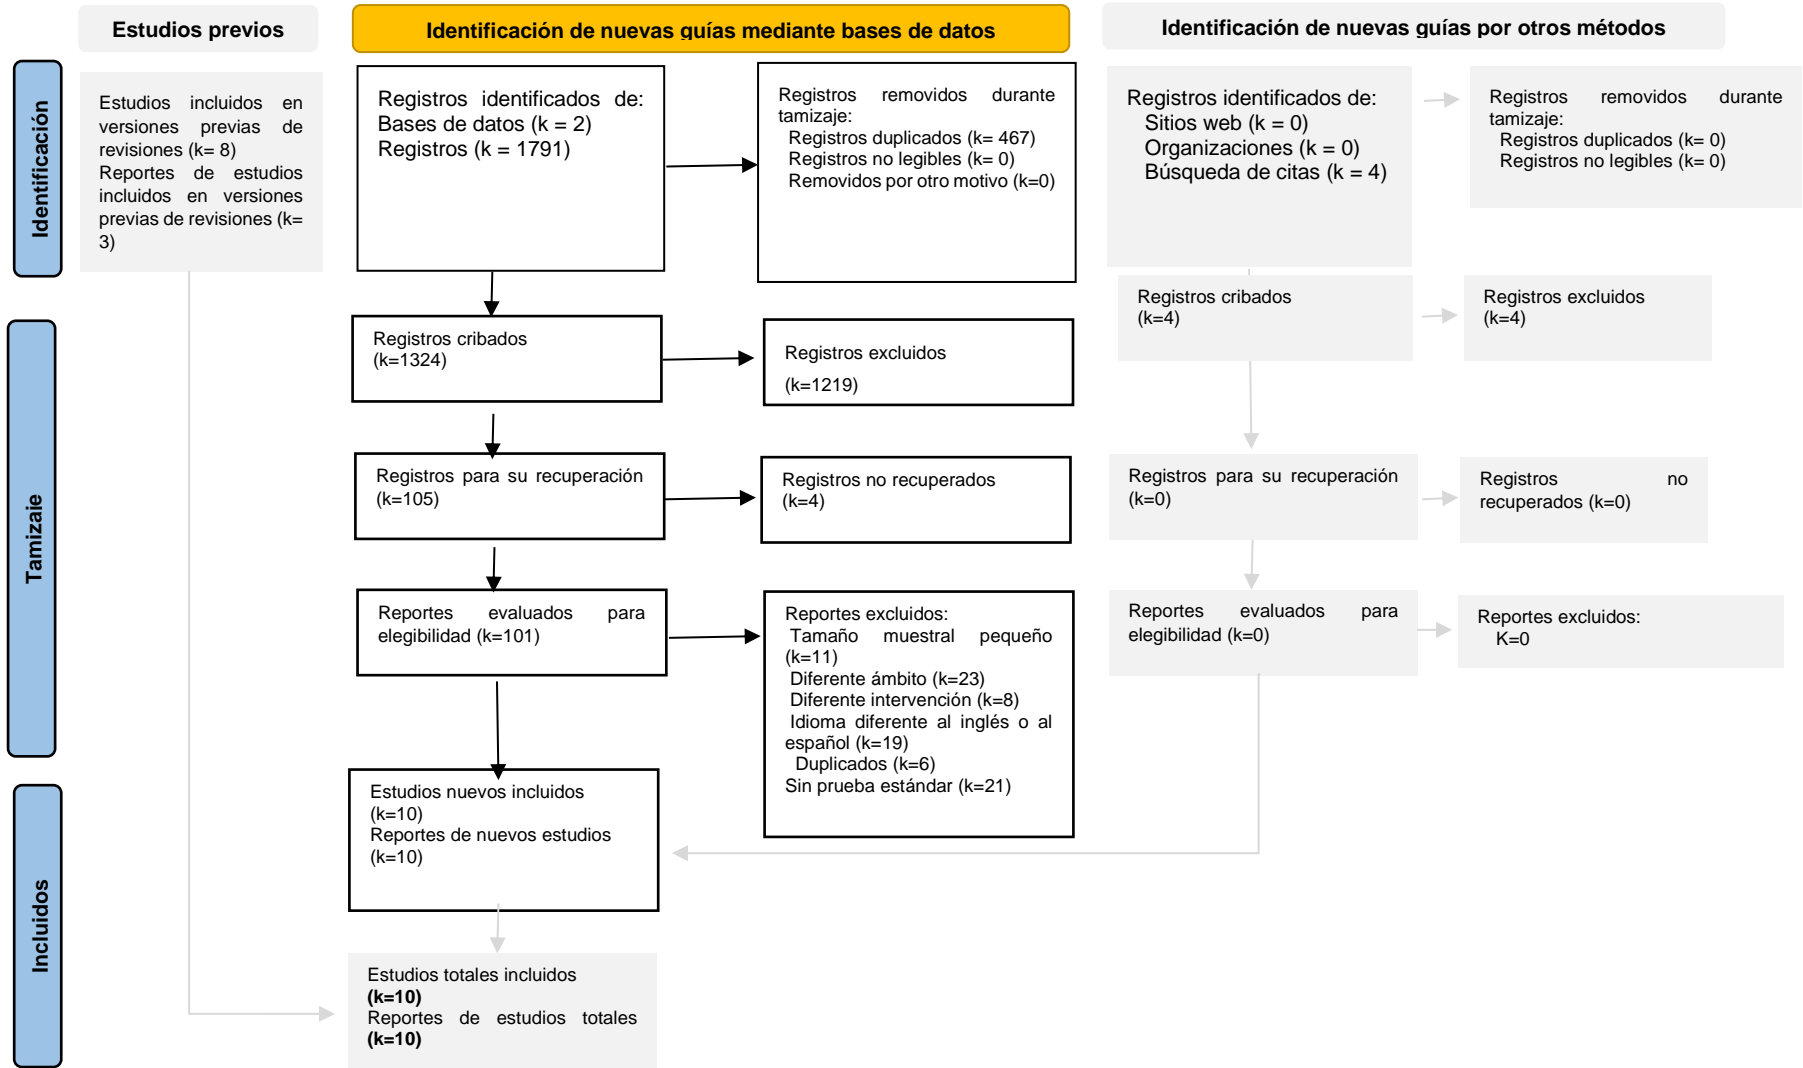 Estudios previos
Identificación de nuevas guías mediante bases de datos
Identificación de nuevas guías por otros métodos
Identificación
Estudios incluidos en
versiones previas de
revisiones (k= 8)
Reportes de estudios
incluidos en versiones
previas de revisiones (k=
3)
Registros identificados de:
Bases de datos (k = 2)
Registros (k = 1791)
Registros removidos durante
tamizaje:
Registros duplicados (k= 467)
Registros no legibles (k= 0)
Removidos por otro motivo (k=0)
Registros identificados de:
Sitios web (k = 0)
Organizaciones (k = 0)
Búsqueda de citas (k = 4)
Registros removidos durante
tamizaje:
Registros duplicados (k= 0)
Registros no legibles (k= 0)
Tamizaje
Registros cribados
(k=1324)
Registros excluidos
(k=1219)
Registros cribados
(k=4)
Registros excluidos
(k=4)
Registros para su recuperación
(k=105)
Registros no recuperados
(k=4)
Registros para su recuperación
(k=0)
Registros no
recuperados (k=0)
Reportes evaluados para
elegibilidad (k=101)
Reportes excluidos:
Tamaño muestral pequeño
(k=11)
Diferente ámbito (k=23)
Diferente intervención (k=8)
Idioma diferente al inglés o al
español (k=19)
Duplicados (k=6)
Sin prueba estándar (k=21)
Reportes evaluados para
elegibilidad (k=0)
Reportes excluidos:
K=0
Incluidos
Estudios nuevos incluidos
(k=10)
Reportes de nuevos estudios
(k=10)
Estudios totales incluidos
(k=10)
Reportes de estudios totales
(k=10)